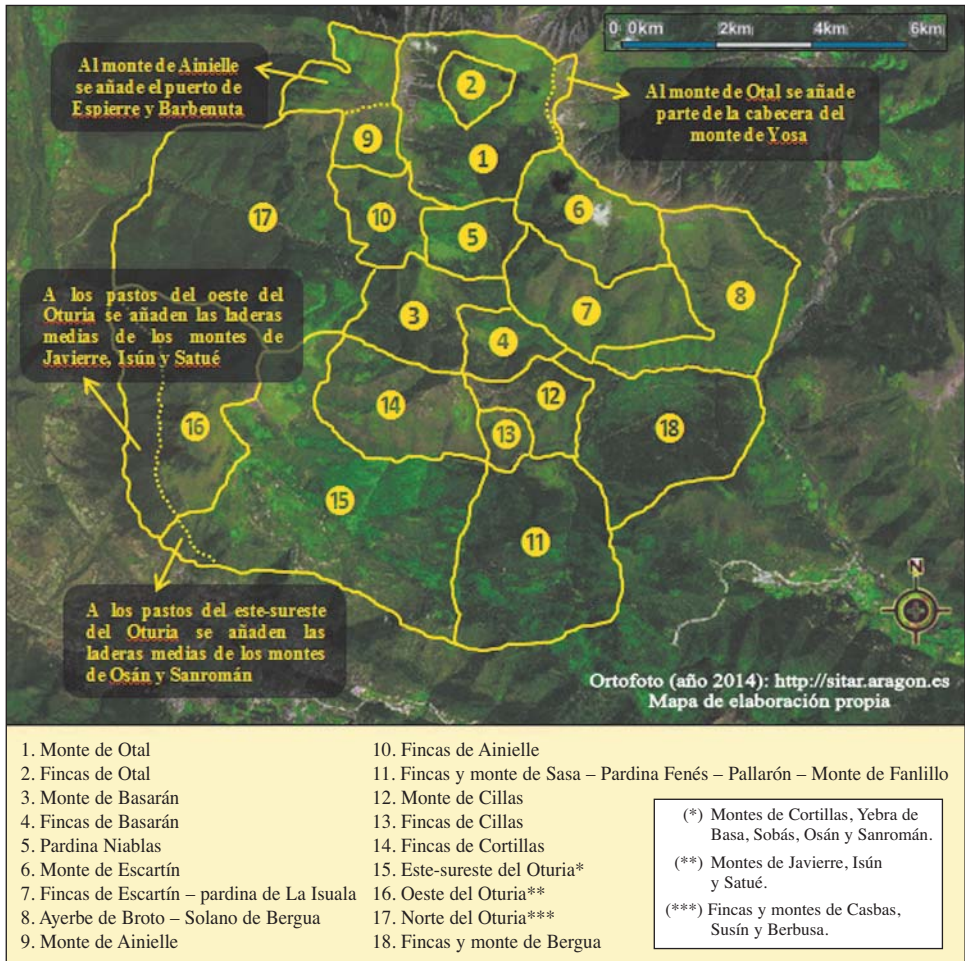 0 0km 2km 4km 6km
Al monte de Ainielle
se añade el puerto de
Espierre y Barbenuta
Al monte de Otal se añade
parte de la cabecera del
monte de Yosa
2
9
1
17
10
5
6
8
3
7
4
A los pastos del oeste del
Oturia se añaden las laderas
medias de los montes de
Javierre, Isún y Satué
16
14
12
13
18
15
11
A los pastos del este-sureste
del Oturia se añaden las
laderas medias de los montes
de Osán y Sanromán
N
Ortofoto (año 2014): http://sitar.aragon.es
Mapa de elaboración propia
1. Monte de Otal
2. Fincas de Otal
3. Monte de Basarán
4. Fincas de Basarán
5. Pardina Niablas
6. Monte de Escartín
7. Fincas de Escartín – pardina de La Isuala
8. Ayerbe de Broto – Solano de Bergua
9. Monte de Ainielle
10. Fincas de Ainielle
11. Fincas y monte de Sasa – Pardina Fenés – Pallarón – Monte de Fanlillo
12. Monte de Cillas
13. Fincas de Cillas
14. Fincas de Cortillas
15. Este-sureste del Oturia*
16. Oeste del Oturia**
17. Norte del Oturia***
18. Fincas y monte de Bergua
(*) Montes de Cortillas, Yebra de
Basa, Sobás, Osán y Sanromán.
(**) Montes de Javierre, Isún
y Satué.
(***) Fincas y montes de Casbas,
Susín y Berbusa.